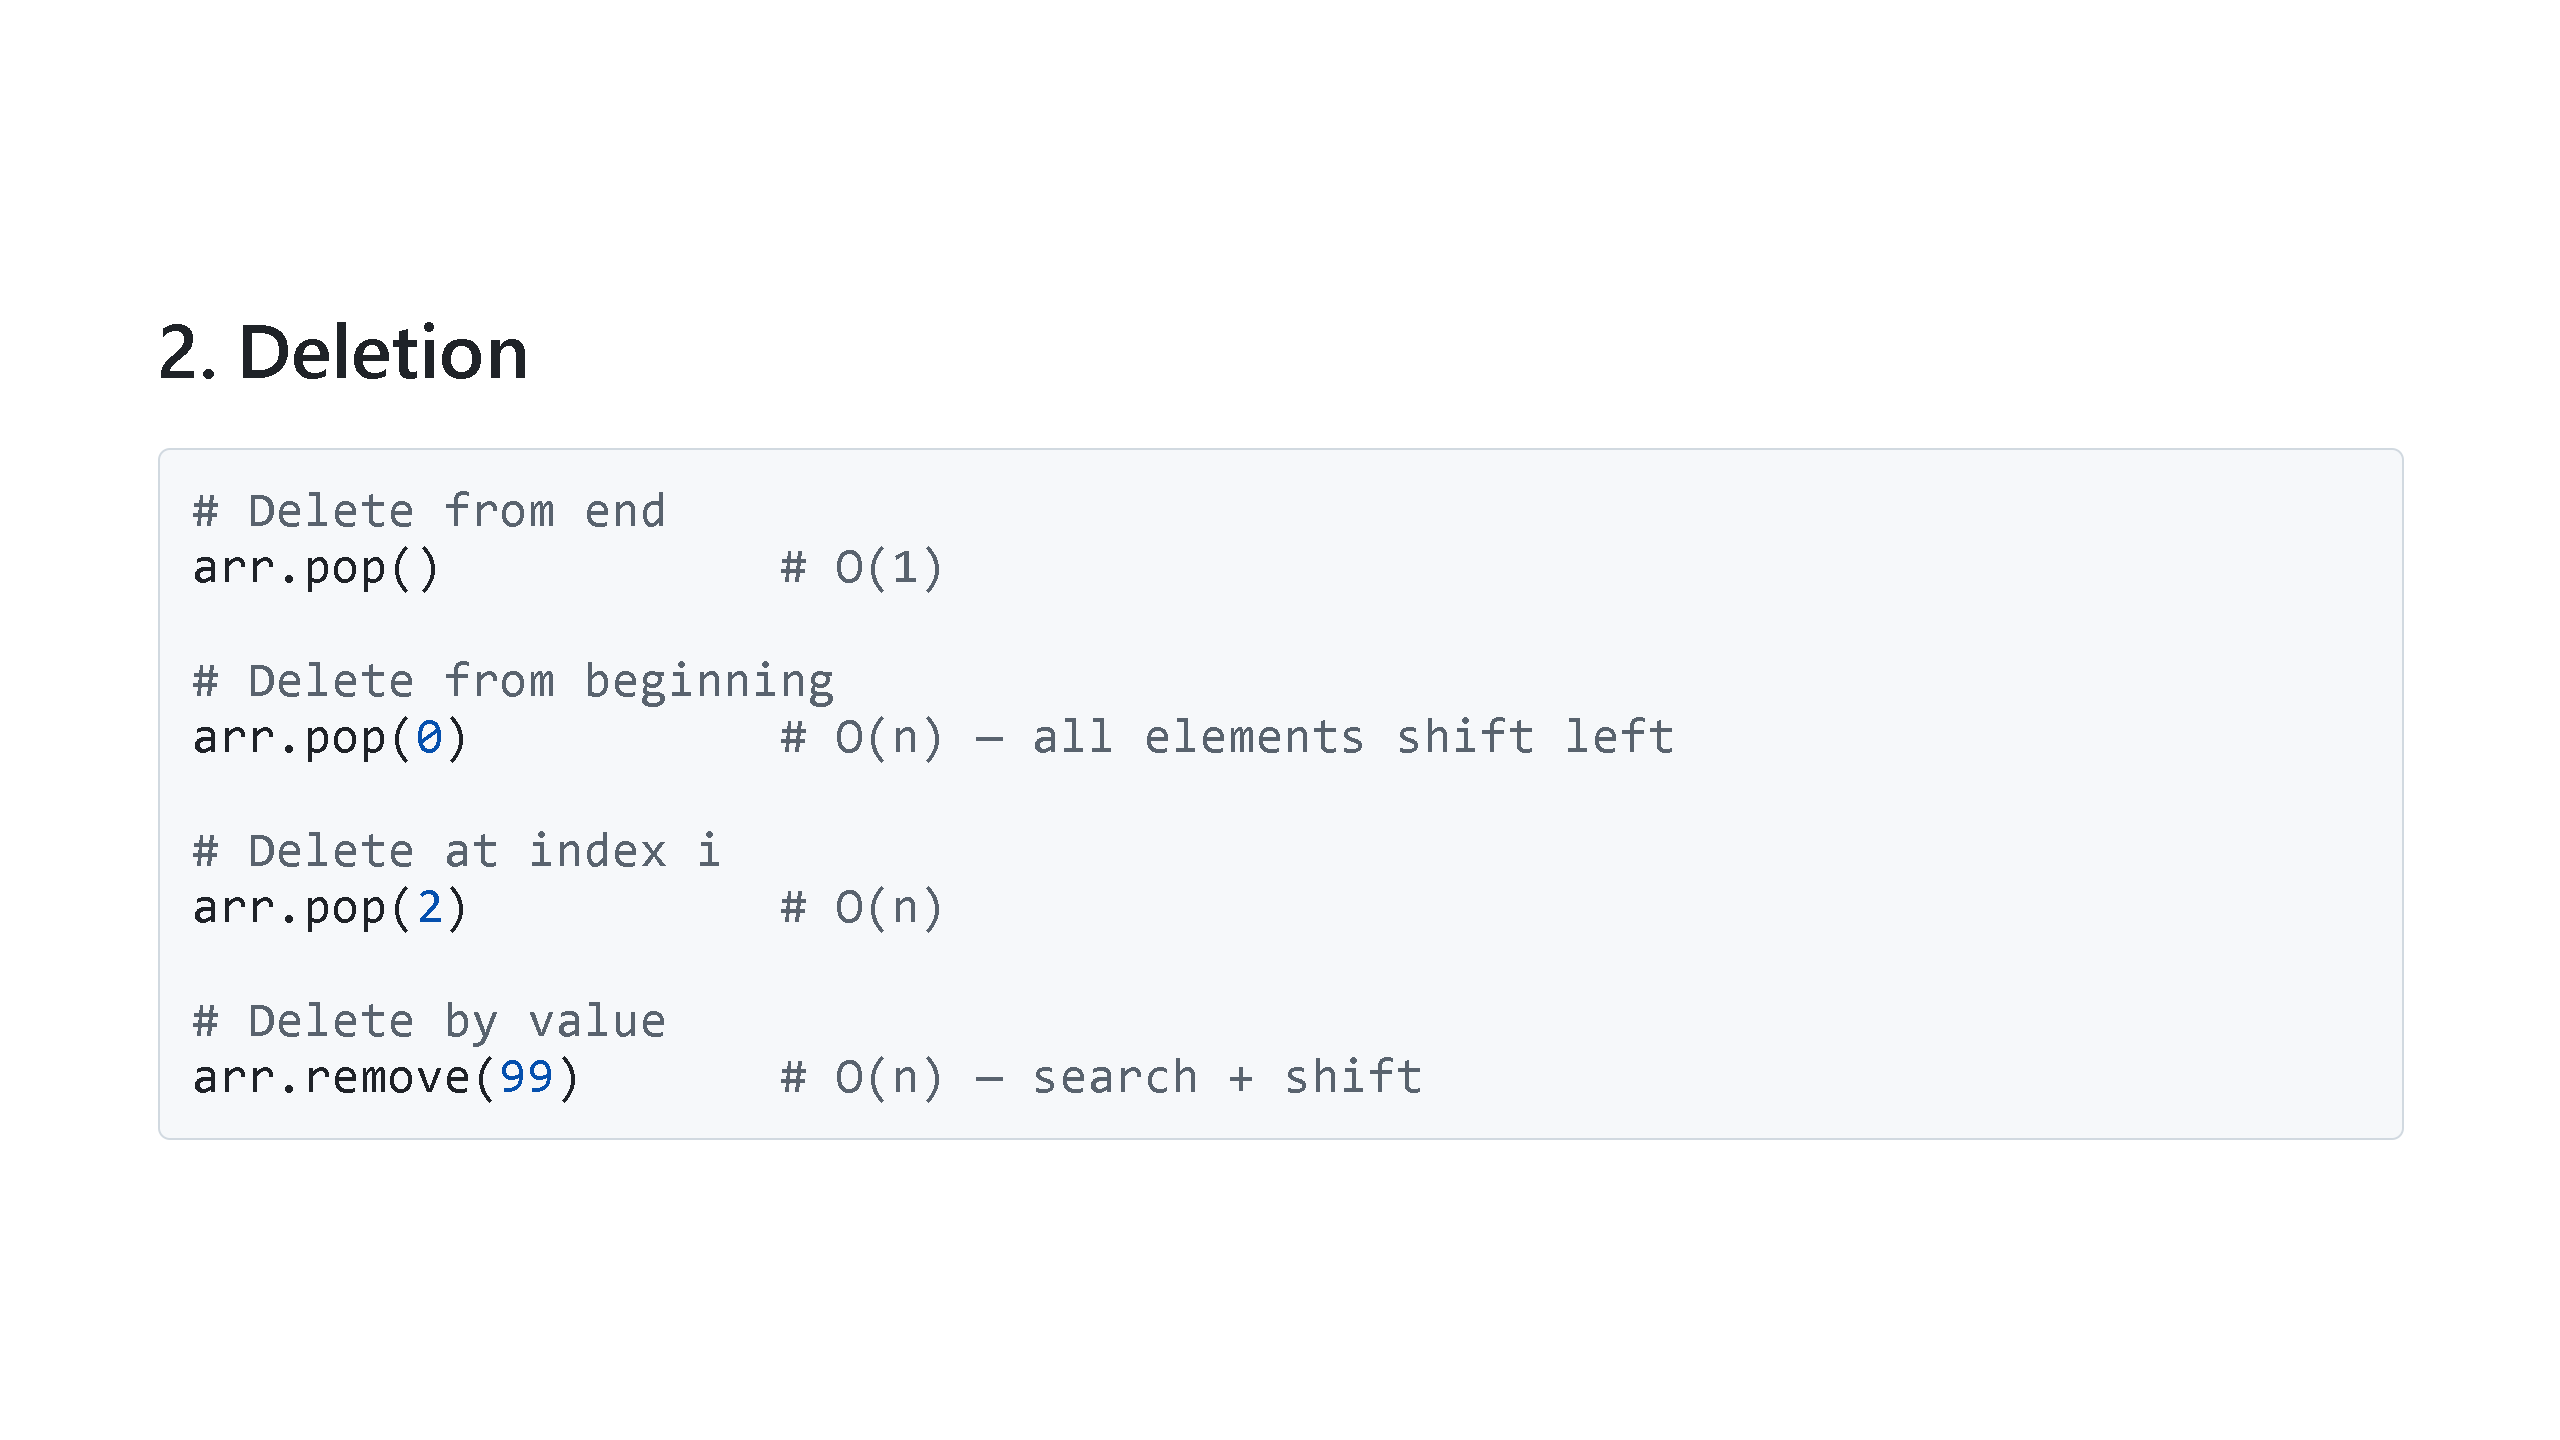 2. Deletion
# Delete from end
arr.pop()            # O(1)
# Delete from beginning
arr.pop(0)           # O(n) — all elements shift left
# Delete at index i
arr.pop(2)           # O(n)
# Delete by value
arr.remove(99)       # O(n) — search + shift